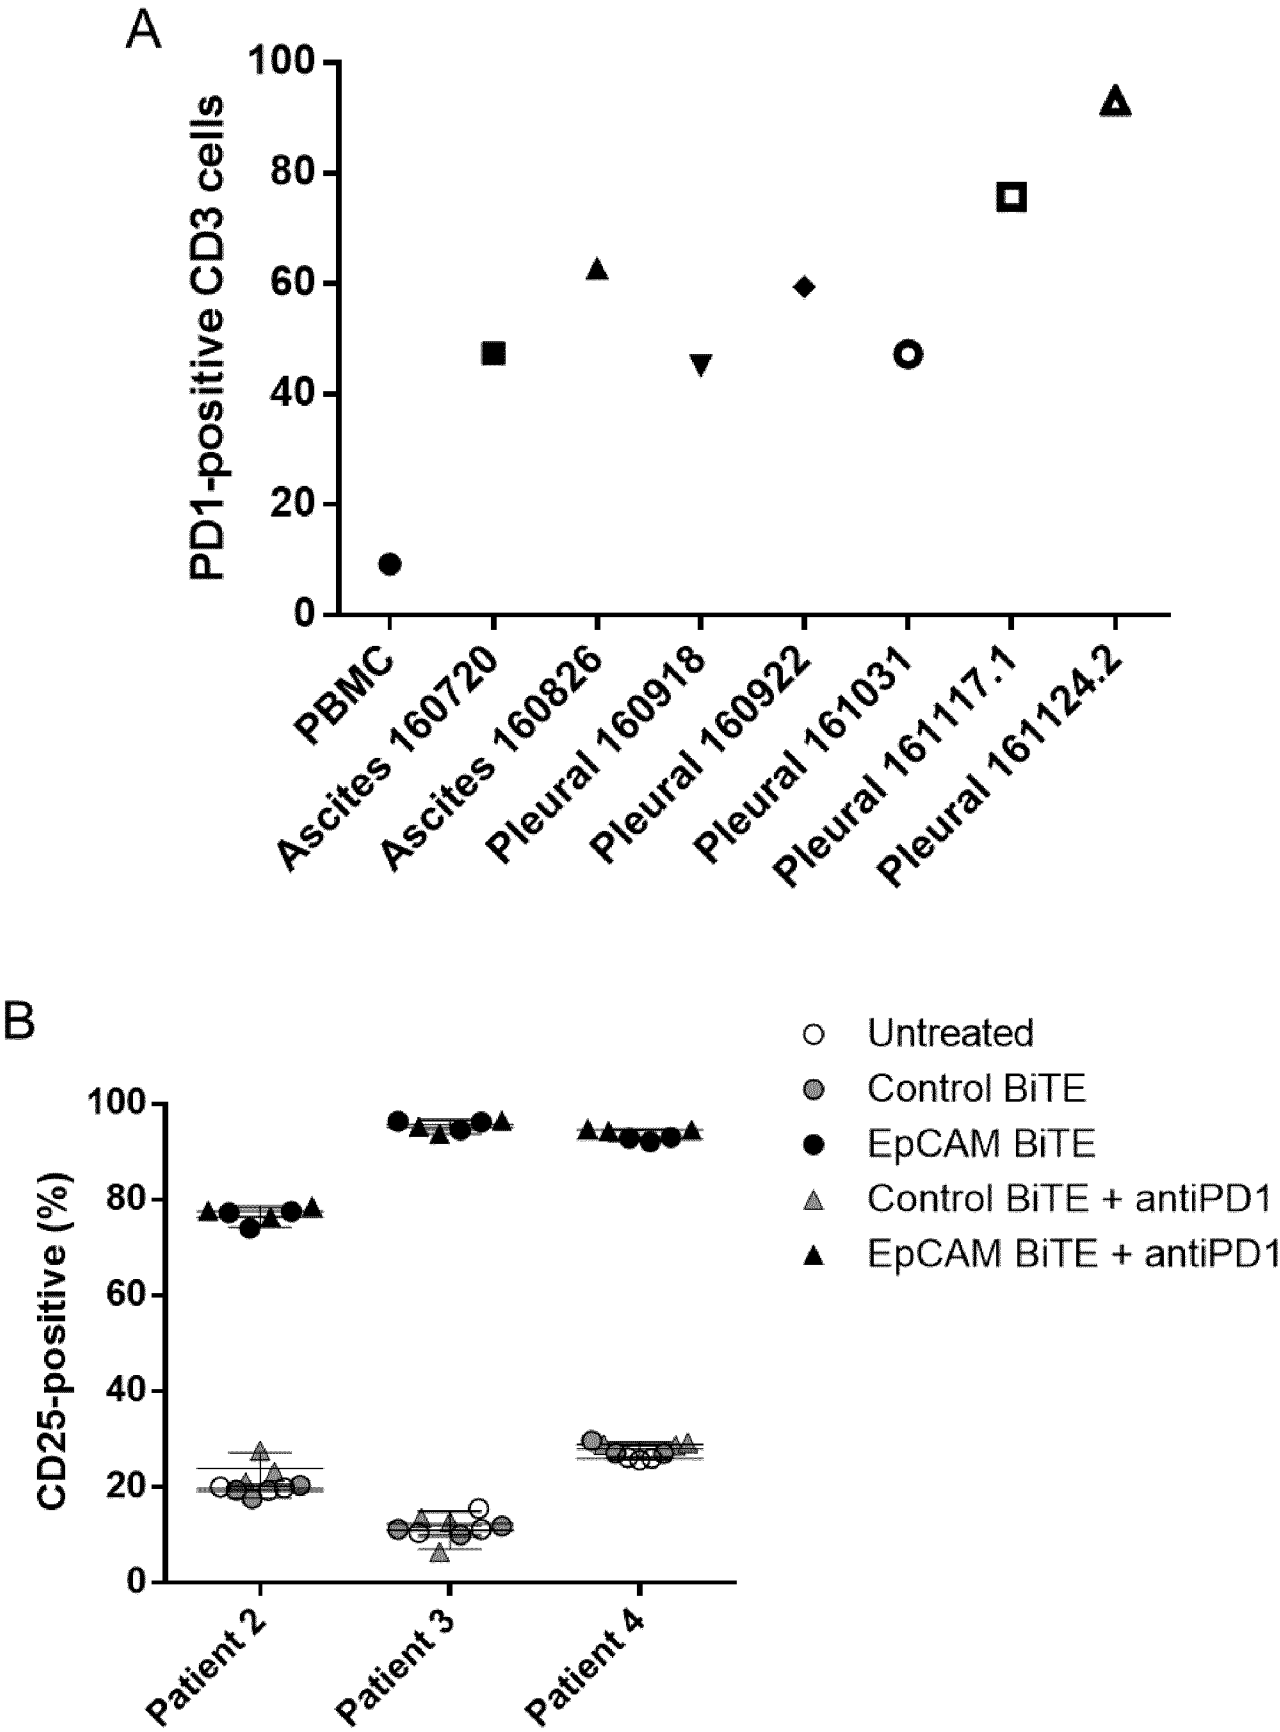 A
PD1-positive CD3 cells
100
80
60
40
20
0
PBMC
Ascites 160720
Ascites 160826
Pleural 160918
Pleural 160922
Pleural 161031
Pleural 161117.1
Pleural 161124.2
B
Untreated
Control BiTE
EpCAM BiTE
Control BiTE + antiPD1
EpCAM BiTE + antiPD1
CD25-positive (%)
100
80
60
40
20
0
Patient 2
Patient 3
Patient 4